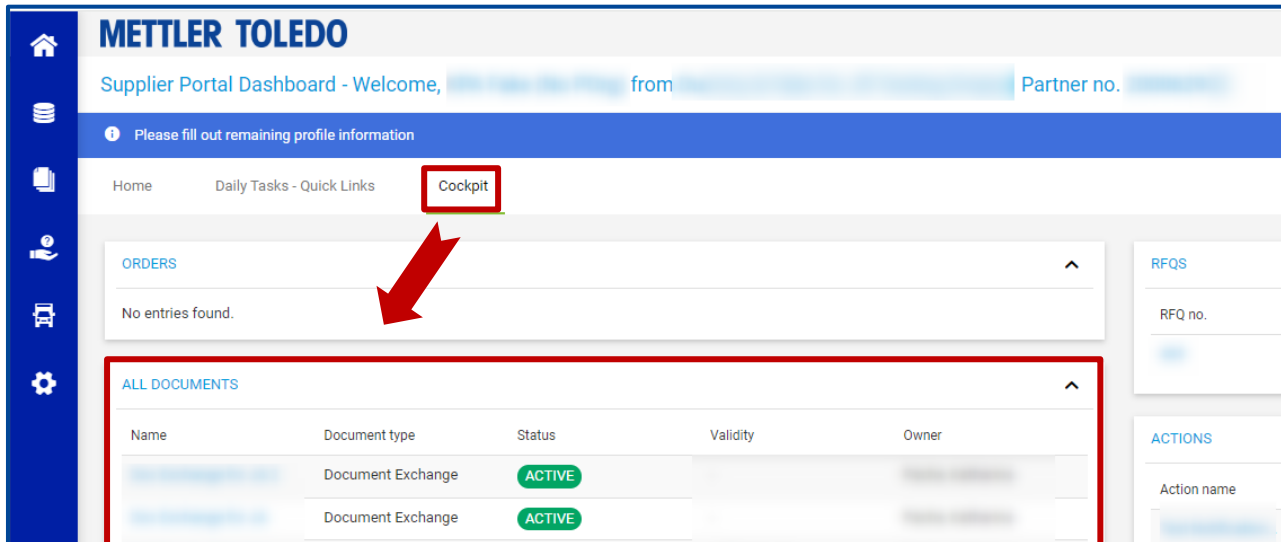 METTLER TOLEDO
Supplier Portal Dashboard - Welcome, from Partner no.
Please fill out remaining profile information
Home Daily Tasks - Quick Links Cockpit
ORDERS
No entries found.
ALL DOCUMENTS
Name Document type Status Validity Owner
Document Exchange ACTIVE
Document Exchange ACTIVE
RFQS
RFQ no.
ACTIONS
Action name